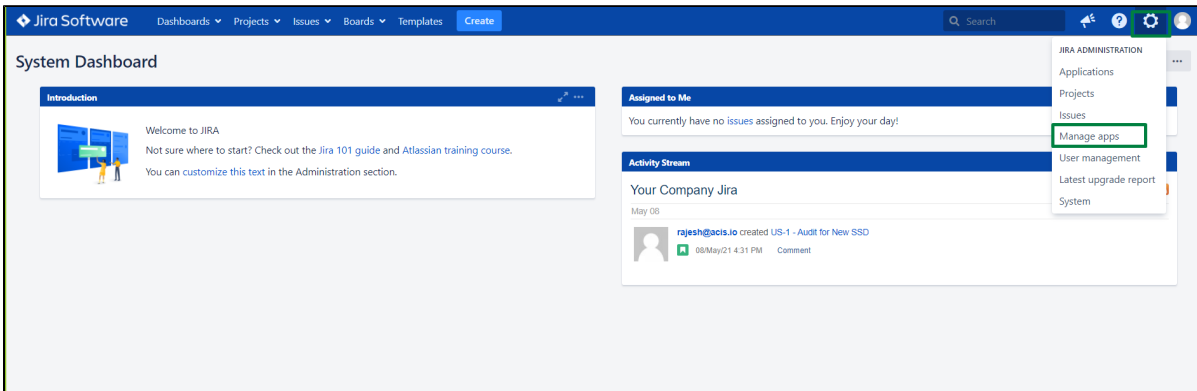 Jira Software Dashboards Projects Issues Boards Templates Create Search
System Dashboard
Introduction
Welcome to JIRA
Not sure where to start? Check out the Jira 101 guide and Atlassian training course.
You can customize this text in the Administration section.
Assigned to Me
You currently have no issues assigned to you. Enjoy your day!
Activity Stream
Your Company Jira
May 08
rajesh@acis.io created US-1 - Audit for New SSD
08/May/21 4:31 PM Comment
JIRA ADMINISTRATION
Applications
Projects
Issues
Manage apps
User management
Latest upgrade report
System